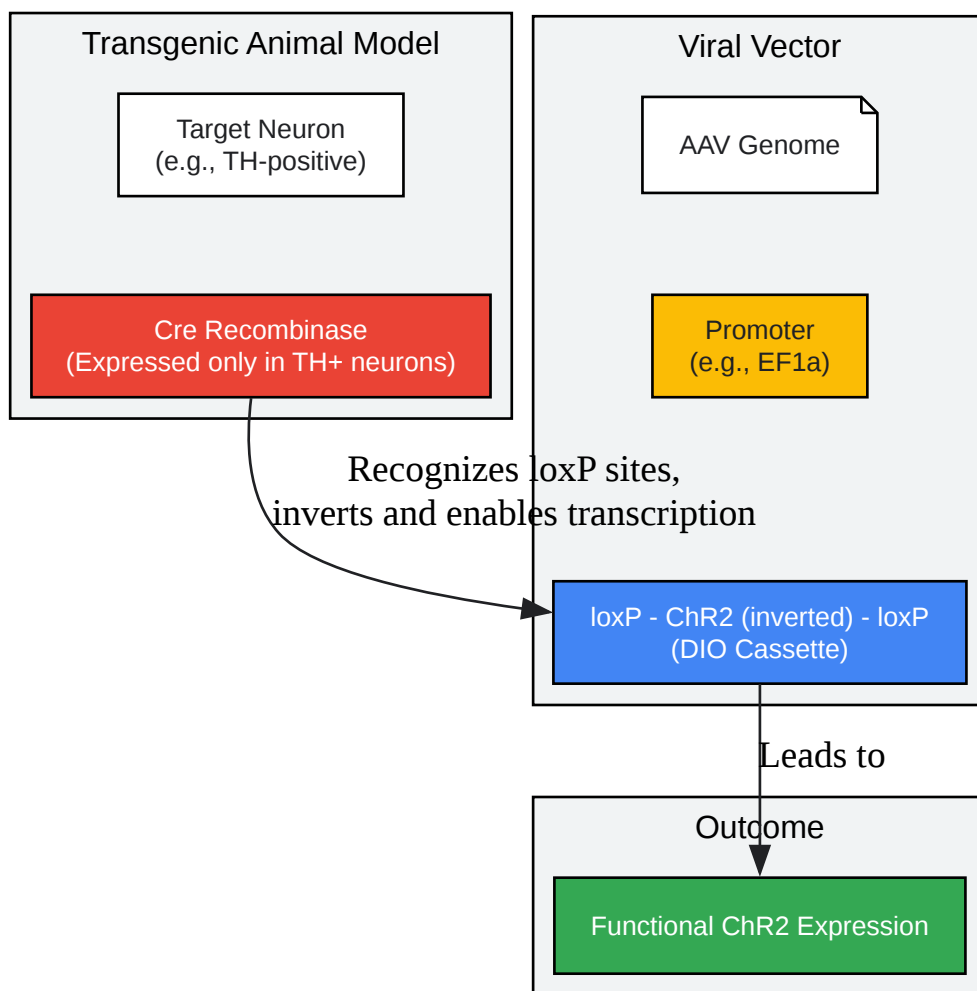 Transgenic Animal Model
Target Neuron
(e.g., TH-positive)
Cre Recombinase
(Expressed only in TH+ neurons)
Viral Vector
AAV Genome
Promoter
(e.g., EF1a)
Recognizes loxP sites,
inverts and enables transcription
loxP - ChR2 (inverted) - loxP
(DIO Cassette)
Leads to
Outcome
Functional ChR2 Expression